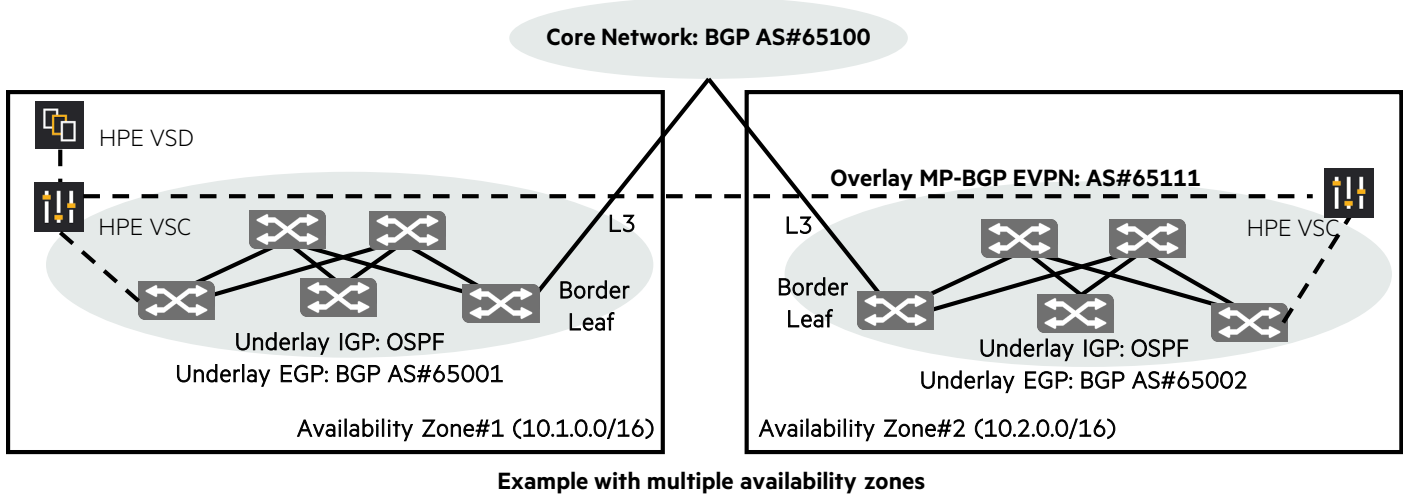 Core Network: BGP AS#65100
HPE VSD
Overlay MP-BGP EVPN: AS#65111
HPE VSC
L3
L3
HPE VSC
Border
Leaf
Border
Leaf
Underlay IGP: OSPF
Underlay EGP: BGP AS#65001
Underlay IGP: OSPF
Underlay EGP: BGP AS#65002
Availability Zone#1 (10.1.0.0/16)
Availability Zone#2 (10.2.0.0/16)
Example with multiple availability zones